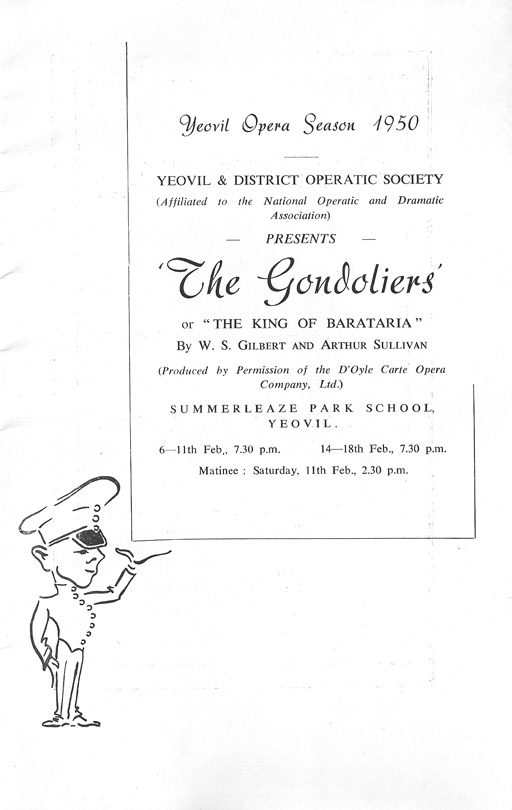 Yeovil Opera Season 1950
YEOVIL & DISTRICT OPERATIC SOCIETY
(Affiliated to the National Operatic and Dramatic
Association)
— PRESENTS —
'The Gondoliers'
or "THE KING OF BARATARIA"
By W. S. GILBERT AND ARTHUR SULLIVAN
(Produced by Permission of the D'Oyle Carte Opera
Company, Ltd.)
SUMMERLEAZE PARK SCHOOL,
YEOVIL.
6—11th Feb,, 7.30 p.m. 14—18th Feb., 7.30 p.m.
Matinee : Saturday, 11th Feb., 2.30 p.m.